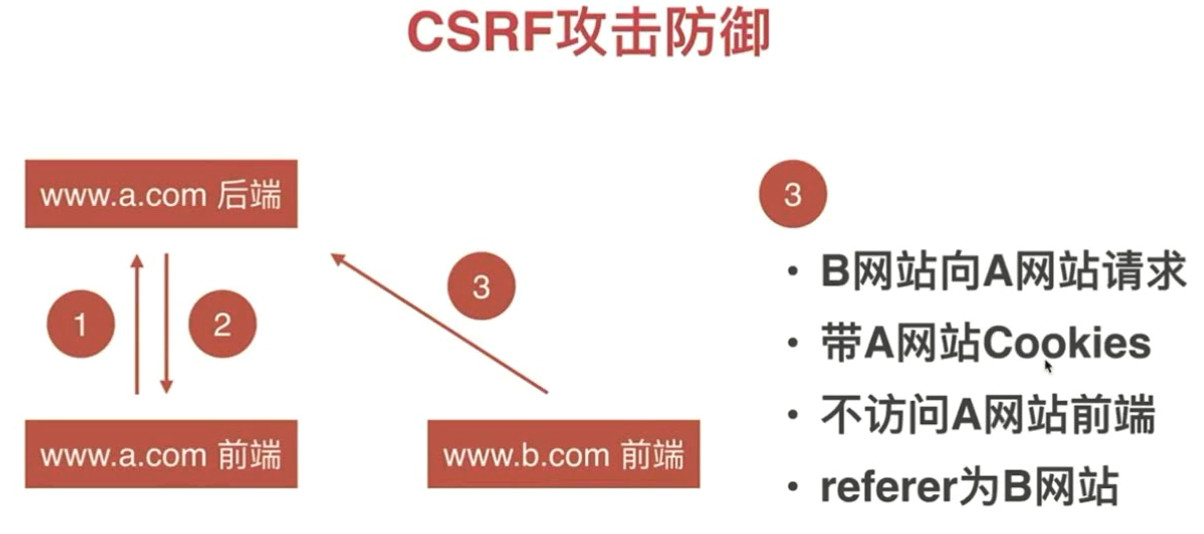 CSRF攻击防御
www.a.com 后端
1
2
3
www.a.com 前端
www.b.com 前端
3
• B网站向A网站请求
• 带A网站Cookies
• 不访问A网站前端
• referer为B网站